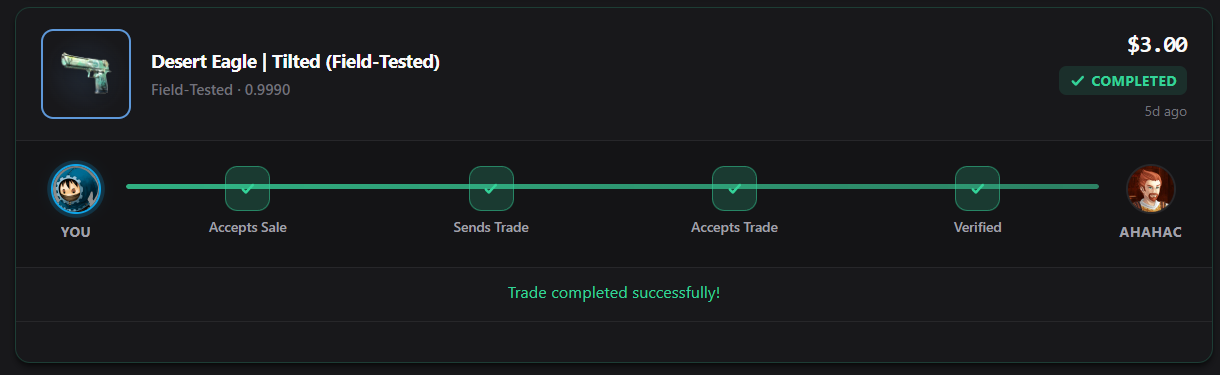 Desert Eagle | Tilted (Field-Tested)
Field-Tested · 0.9990
$3.00
COMPLETED
5d ago
YOU
Accepts Sale
Sends Trade
Accepts Trade
Verified
AHAHAC
Trade completed successfully!